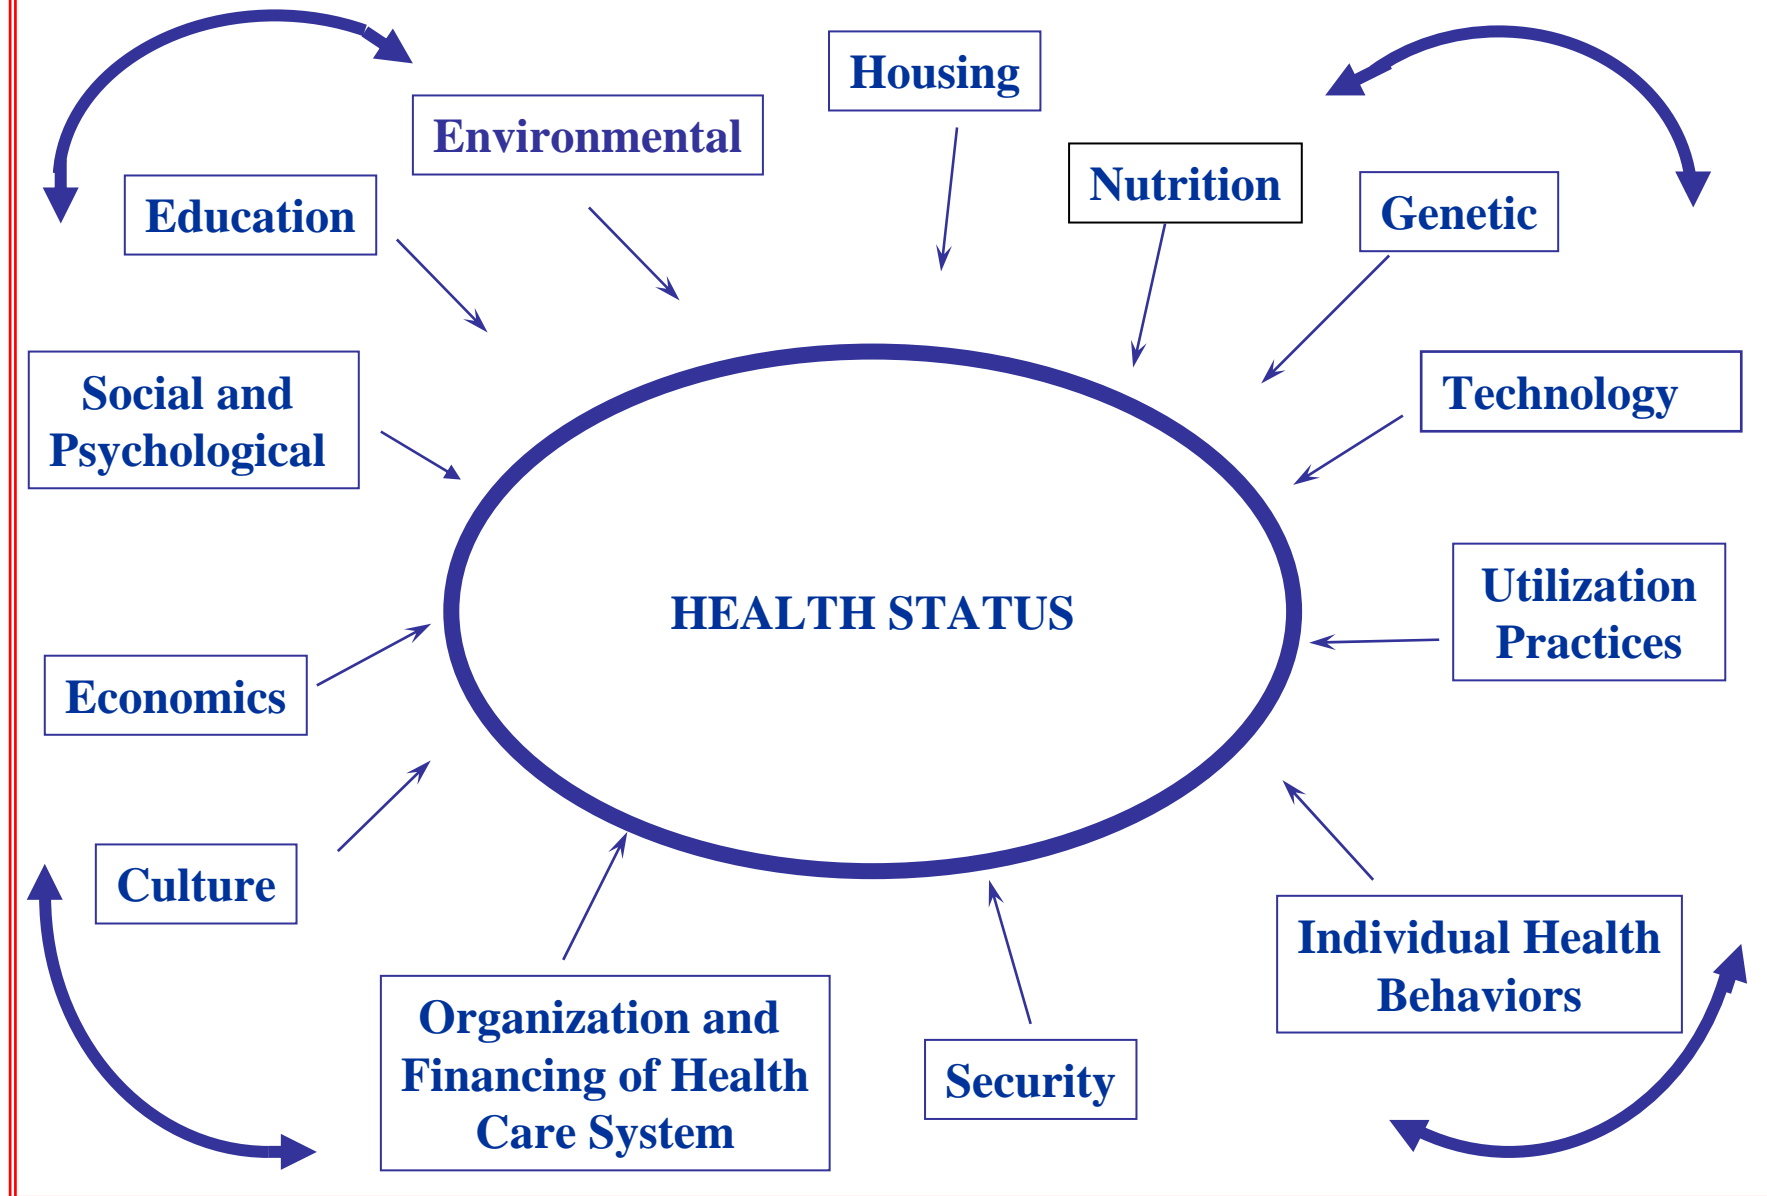 Housing
Environmental
Nutrition
Education
Genetic
Social and
Psychological
Technology
HEALTH STATUS
Utilization
Practices
Economics
Culture
Individual Health
Behaviors
Organization and
Financing of Health
Care System
Security